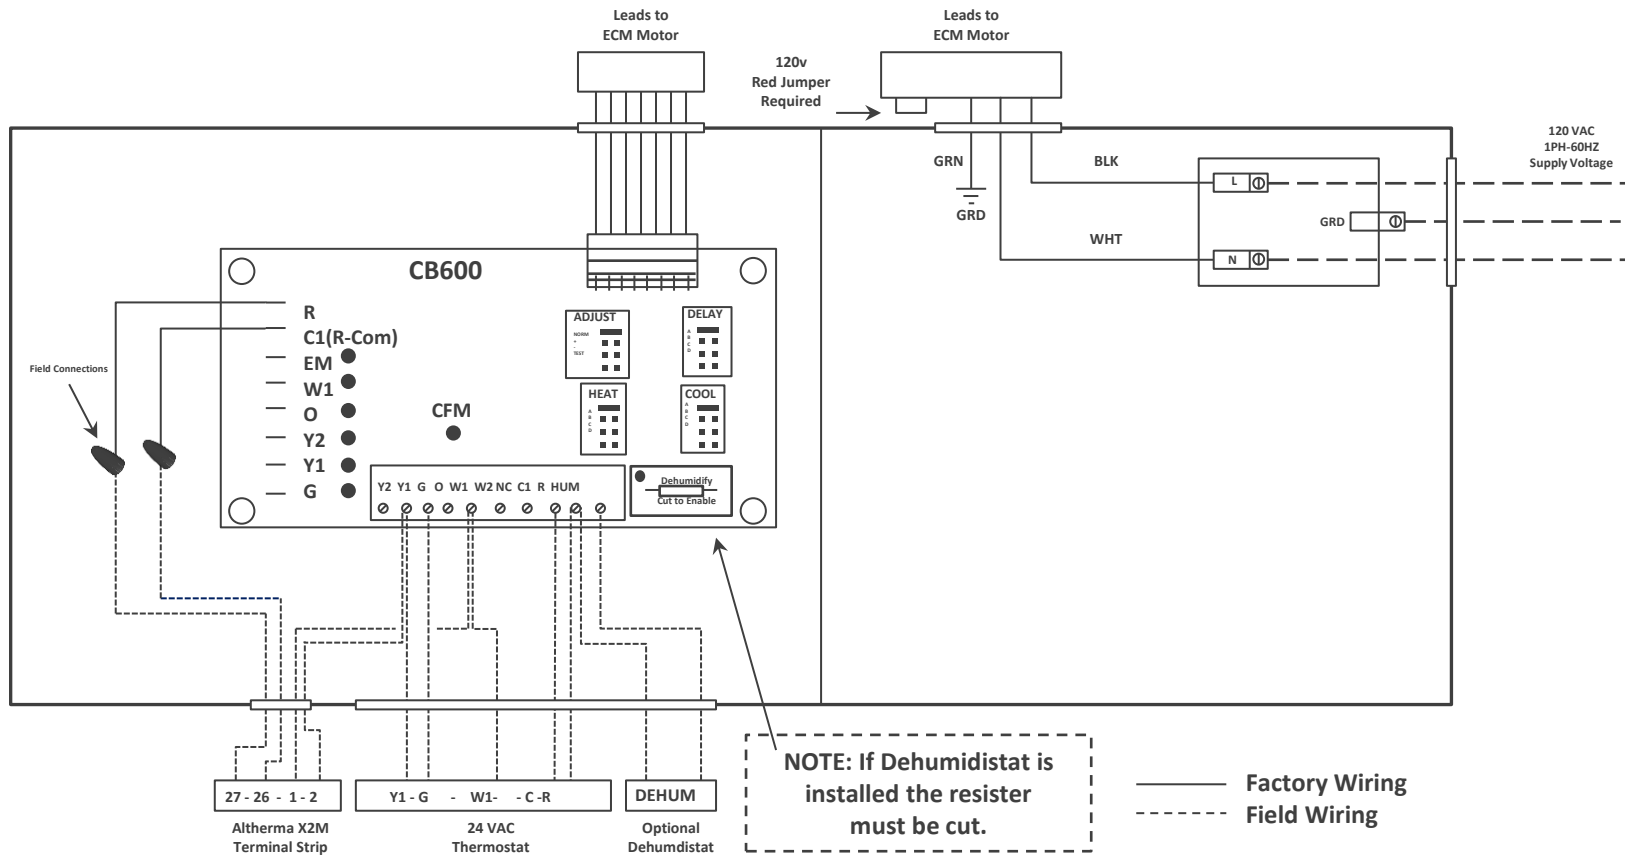 Leads to
ECM Motor
Leads to
ECM Motor
120v
Red Jumper
Required
120 VAC
1PH-60HZ
Supply Voltage
GRN
BLK
L
GRD
GRD
WHT
N
CB600
R
C1(R-Com)
EM
W1
O
Y2
Y1
G
CFM
ADJUST
NORM
+
-
TEST
DELAY
A
B
C
D
HEAT
A
B
C
D
COOL
A
B
C
D
Field Connections
Y2 Y1 G O W1 W2 NC C1 R HUM
Dehumidify
Cut to Enable
27 - 26 - 1 - 2
Altherma X2M
Terminal Strip
Y1 - G - W1- - C -R
24 VAC
Thermostat
DEHUM
Optional
Dehumdistat
NOTE: If Dehumidistat is
installed the resister
must be cut.
Factory Wiring
Field Wiring